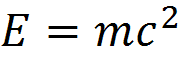 E = mc²